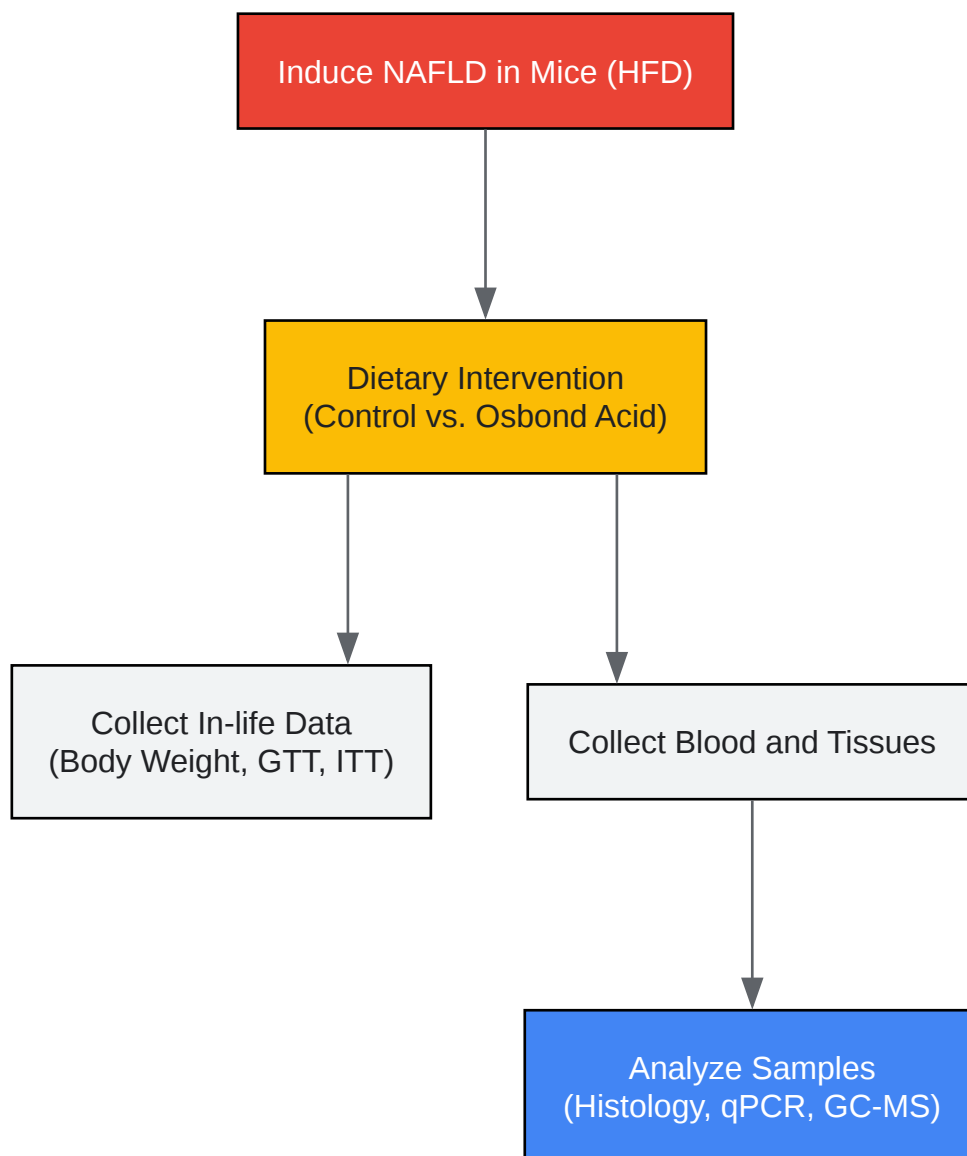 Induce NAFLD in Mice (HFD)
Dietary Intervention
(Control vs. Osbond Acid)
Collect In-life Data
(Body Weight, GTT, ITT)
Collect Blood and Tissues
Analyze Samples
(Histology, qPCR, GC-MS)